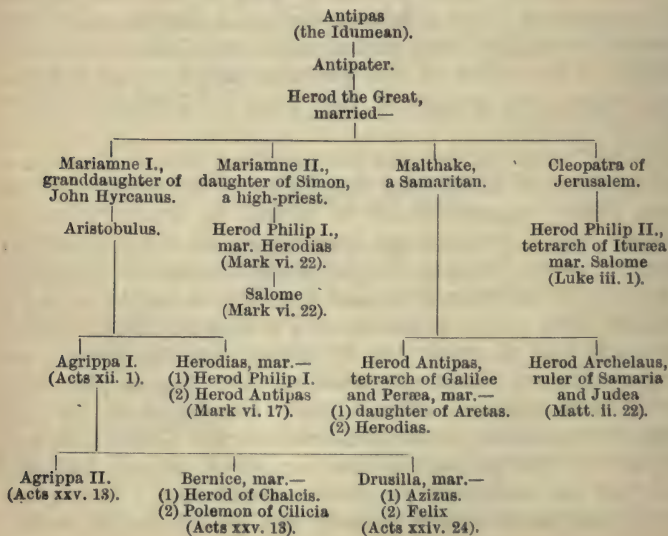 Antipas
(the Idumean).
Antipater.
Herod the Great,
married—
Mariamne I.,
granddaughter of
John Hyrcanus.
Aristobulus.
Mariamne II.,
daughter of Simon,
a high-priest.
Herod Philip I.,
mar. Herodias
(Mark vi. 22).
Salome
(Mark vi. 22).
Malthake,
a Samaritan.
Cleopatra of
Jerusalem.
Herod Philip II.,
tetrarch of Ituræa
mar. Salome
(Luke iii. 1).
Agrippa I.
(Acts xii. 1).
Herodias, mar.—
(1) Herod Philip I.
(2) Herod Antipas
(Mark vi. 17).
Herod Antipas,
tetrarch of Galilee
and Peræa, mar.—
(1) daughter of Aretas.
(2) Herodias.
Herod Archelaus,
ruler of Samaria
and Judea
(Matt. ii. 22).
Agrippa II.
(Acts xxv. 13).
Bernice, mar.—
(1) Herod of Chalcis.
(2) Polemon of Cilicia
(Acts xxv. 13).
Drusilla, mar.—
(1) Azizus.
(2) Felix
(Acts xxiv. 24).